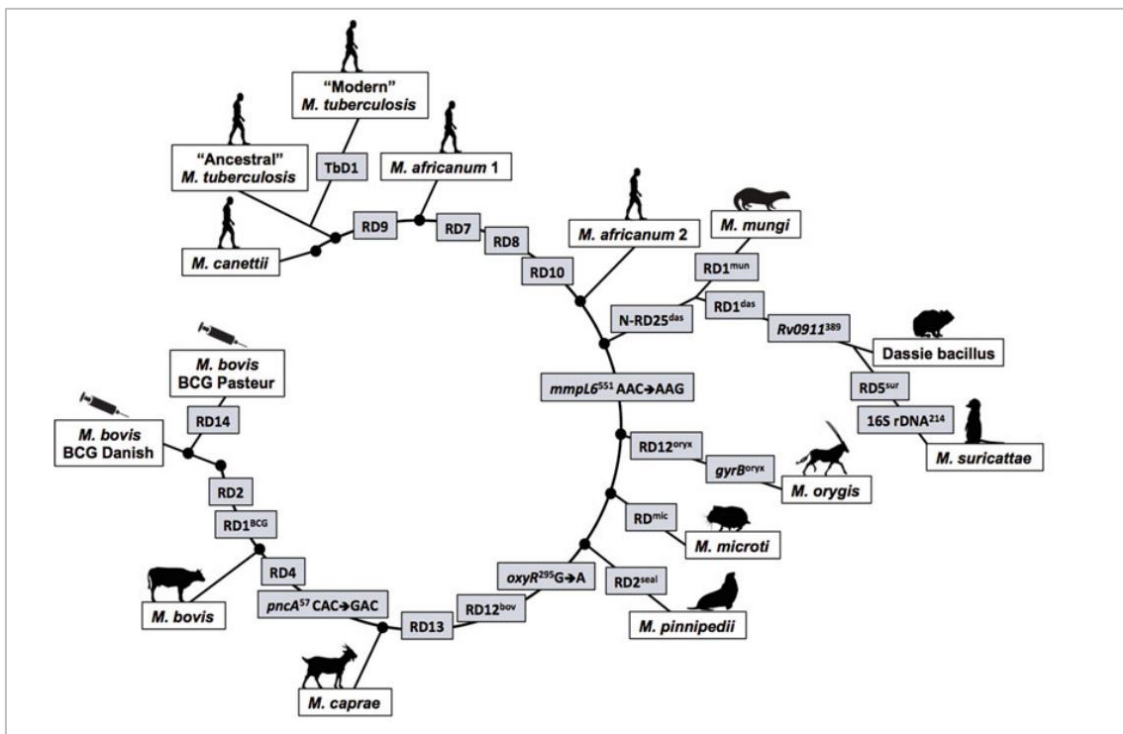 “Modern”
M. tuberculosis
“Ancestral”
M. tuberculosis
TbD1
M. africanum 1
M. canettii
RD9
RD7
RD8
RD10
M. africanum 2
M. mungi
RD1mun
N-RD25das
RD1das
Rv0911389
Dassie bacillus
RD5sur
16S rDNA214
M. suricattae
mmpL6551 AAC→AAG
RD12oryx
gyrBoryx
M. orygis
RDmic
M. microti
RD2seal
M. pinnipedii
oxyR295G→A
RD12bov
RD13
M. caprae
pncA57 CAC→GAC
RD4
M. bovis
RD1BCG
RD2
M. bovis
BCG Danish
RD14
M. bovis
BCG Pasteur